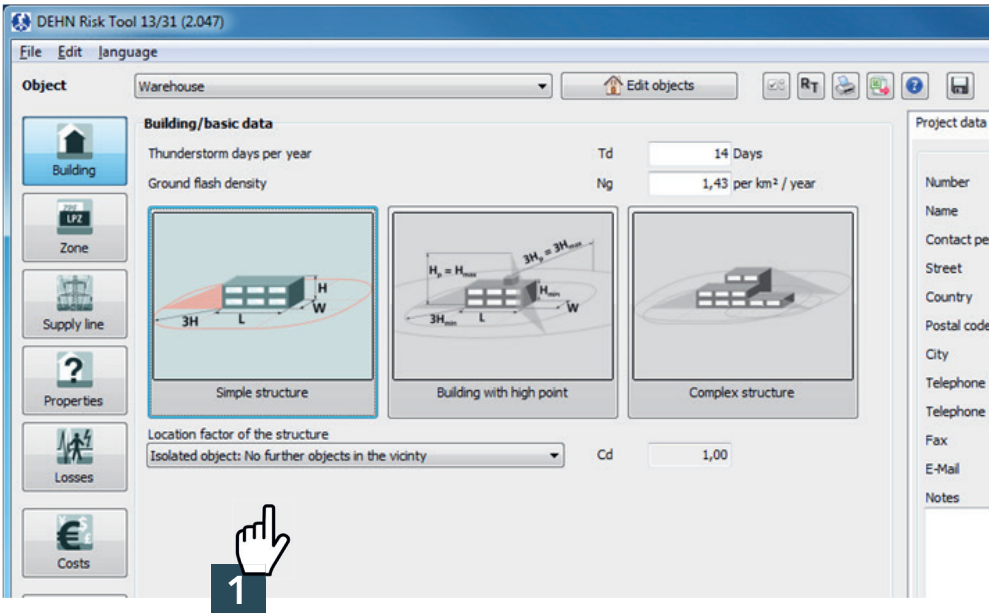 DEHN Risk Tool 13/31 (2.047)
File Edit language
Object
Warehouse
Edit objects
RT
Building
Zone
LPZ
Supply line
Properties
Losses
Costs
Building/basic data
Thunderstorm days per year Td 14 Days
Ground flash density Ng 1,43 per km² / year
H
W
L
3H
Simple structure
Hp = Hmax
3Hp = 3Hmax
Hmin
W
L
3Hmin
Building with high point
Complex structure
Location factor of the structure
Isolated object: No further objects in the vicinty Cd 1,00
1
Project data
Number
Name
Contact pe
Street
Country
Postal code
City
Telephone
Telephone
Fax
E-Mail
Notes